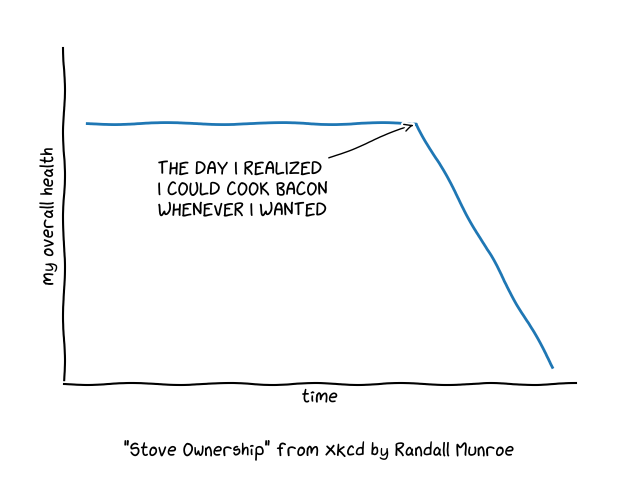 my overall health
THE DAY I REALIZED
I COULD COOK BACON
WHENEVER I WANTED
time
"Stove Ownership" from xkcd by Randall Munroe